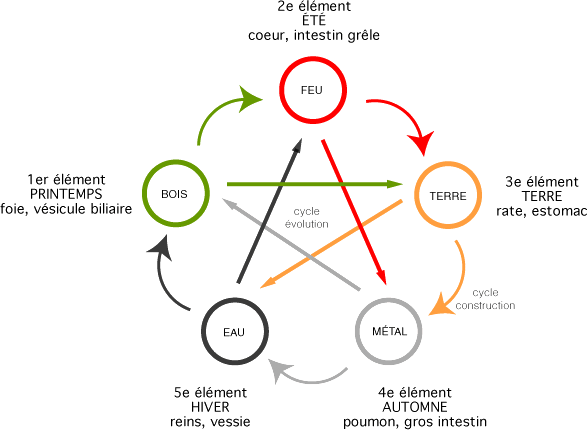 2e élément
ÉTÉ
coeur, intestin grêle
FEU
1er élément
PRINTEMPS
foie, vésicule biliaire
BOIS
TERRE
3e élément
TERRE
rate, estomac
cycle
évolution
cycle
construction
EAU
MÉTAL
5e élément
HIVER
reins, vessie
4e élément
AUTOMNE
poumon, gros intestin